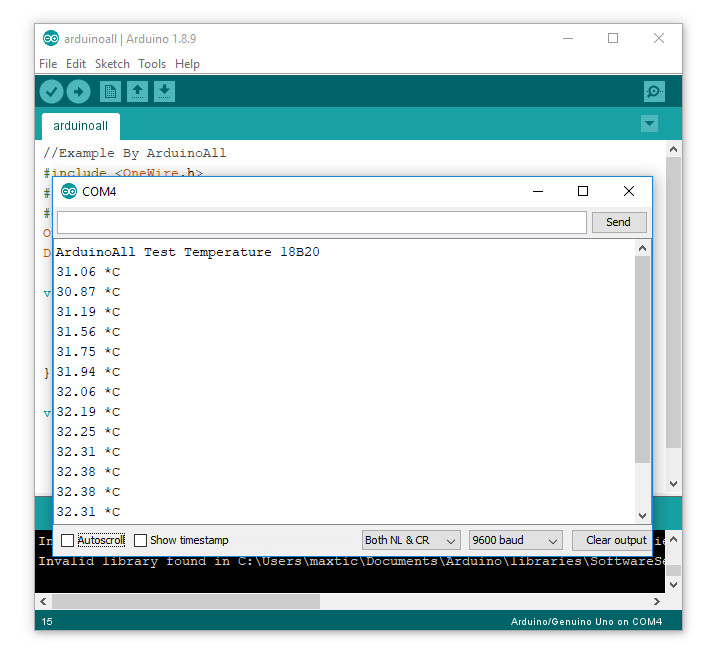 arduinoall | Arduino 1.8.9
File Edit Sketch Tools Help
arduinoall
//Example By ArduinoAll
#include <OneWire.h>
#
#
O
D
COM4
Send
ArduinoAll Test Temperature 18B20
31.06 *C
30.87 *C
31.19 *C
31.56 *C
31.75 *C
31.94 *C
32.06 *C
32.19 *C
32.25 *C
32.31 *C
32.38 *C
32.38 *C
32.31 *C
v
}
v
Autoscroll Show timestamp Both NL & CR 9600 baud Clear output
In
Invalid library found in C:\Users\maxtic\Documents\Arduino\libraries\SoftwareSe
15 Arduino/Genuino Uno on COM4